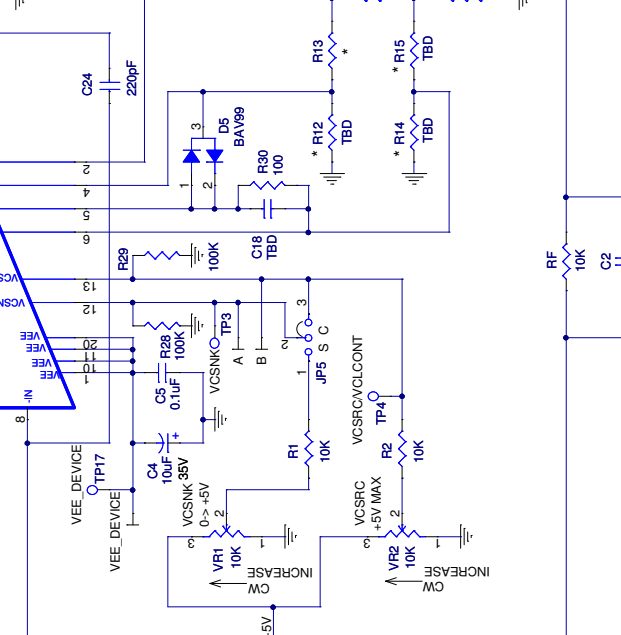 C24
220pF
R13
*
R15
TBD
*
D5
BAV99
3
1
2
R12
TBD
*
R14
TBD
*
R30
100
C18
TBD
2
4
5
6
13
12
20
11
10
1
8
VCS
VCSN
VEE
VEE
VEE
VEE
-IN
R29
100K
R28
100K
TP3
VCSNK
A
B
3
2
1
C
S
JP5
RF
10K
C2
C5
0.1uF
C4
10uF
35V
+
VCSRC/VCLCONT
TP4
R1
10K
R2
10K
VEE_DEVICE
TP17
VEE_DEVICE
VCSNK
0-> +5V
3
2
1
VR1
10K
CW
INCREASE
VCSRC
+5V MAX
3
2
1
VR2
10K
CW
INCREASE
5V